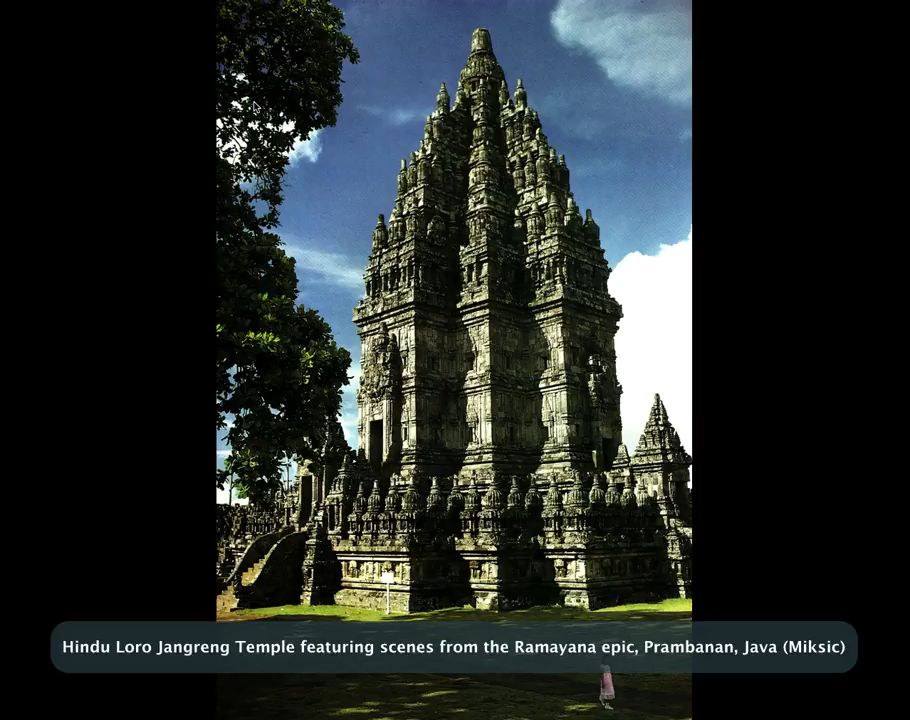 Hindu Loro Jangreng Temple featuring scenes from the Ramayana epic, Prambanan, Java (Miksic)